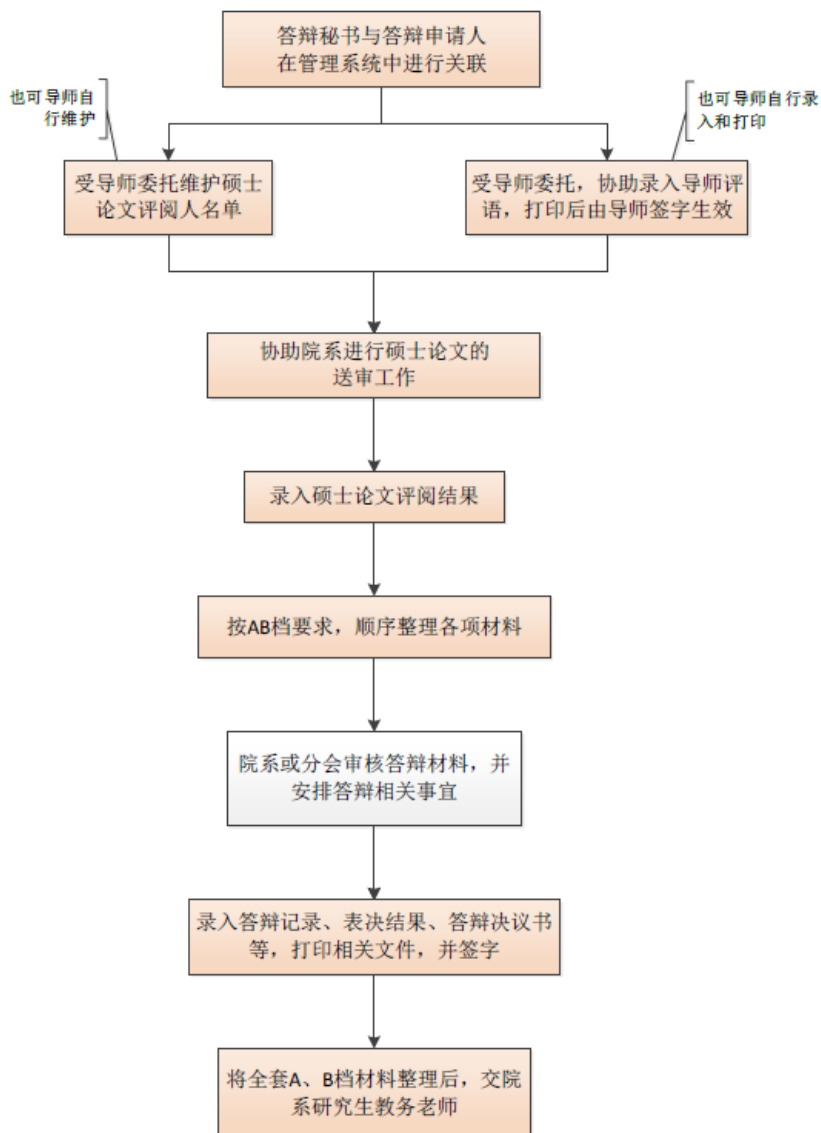 答辩秘书与答辩申请人
在管理系统中进行关联
也可导师自
行维护
也可导师自行录
入和打印
受导师委托维护硕士
论文评阅人名单
受导师委托，协助录入导师评
语，打印后由导师签字生效
协助院系进行硕士论文的
送审工作
录入硕士论文评阅结果
按AB档要求，顺序整理各项材料
院系或分会审核答辩材料，并
安排答辩相关事宜
录入答辩记录、表决结果、答辩决议书
等，打印相关文件，并签字
将全套A、B档材料整理后，交院
系研究生教务老师